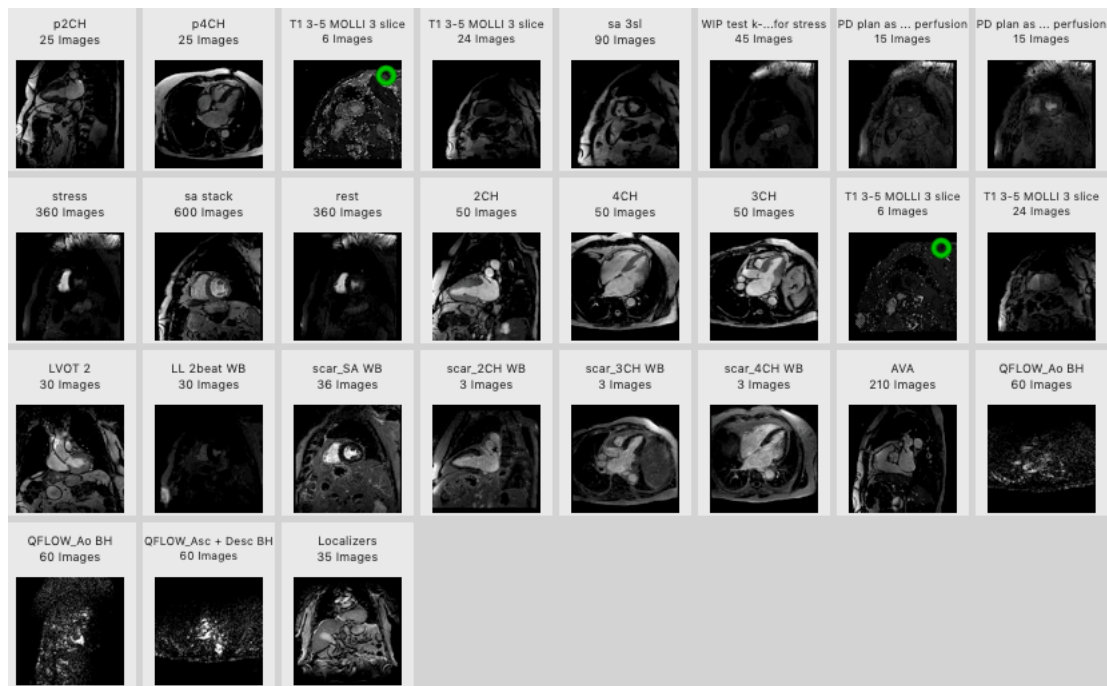 p2CH
25 Images
p4CH
25 Images
T1 3-5 MOLLI 3 slice
6 Images
T1 3-5 MOLLI 3 slice
24 Images
sa 3sl
90 Images
WIP test k-...for stress
45 Images
PD plan as ... perfusion
15 Images
PD plan as ... perfusion
15 Images
stress
360 Images
sa stack
600 Images
rest
360 Images
2CH
50 Images
4CH
50 Images
3CH
50 Images
T1 3-5 MOLLI 3 slice
6 Images
T1 3-5 MOLLI 3 slice
24 Images
LVOT 2
30 Images
LL 2beat WB
30 Images
scar_SA WB
36 Images
scar_2CH WB
3 Images
scar_3CH WB
3 Images
scar_4CH WB
3 Images
AVA
210 Images
QFLOW_Ao BH
60 Images
QFLOW_Ao BH
60 Images
QFLOW_Asc + Desc BH
60 Images
Localizers
35 Images